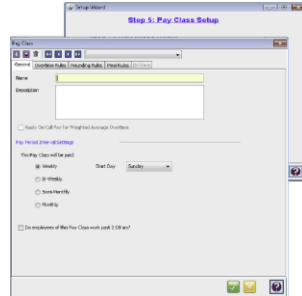 Setup Wizard
Step 5: Pay Class Setup
Pay Class
General Overtime Rules Rounding Rules Meal Rules
Name
Description
Apply On Call Pay for Weighted Average Overtime
Pay Period Interval Settings
This Pay Class will be paid:
Weekly Start Day Sunday
Bi-Weekly
Semi-Monthly
Monthly
Do employees of this Pay Class work past 2:00 am?